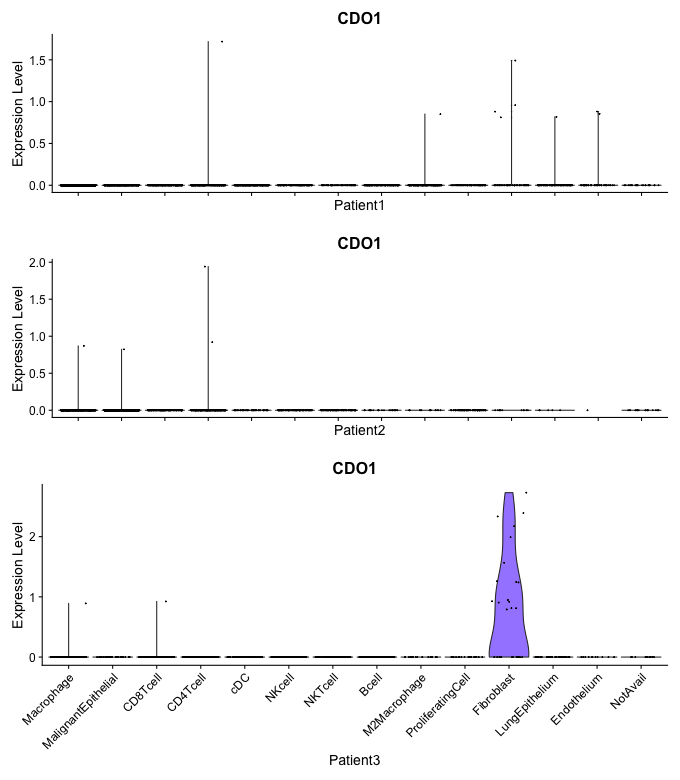 CDO1
Expression Level
1.5
1.0
0.5
0.0
Patient1
CDO1
Expression Level
2.0
1.5
1.0
0.5
0.0
Patient2
CDO1
Expression Level
2
1
0
Macrophage
MalignantEpithelial
CD8Tcell
CD4Tcell
cDC
NKcell
NKTcell
Bcell
M2Macrophage
ProliferatingCell
Fibroblast
LungEpithelium
Endothelium
NotAvail
Patient3